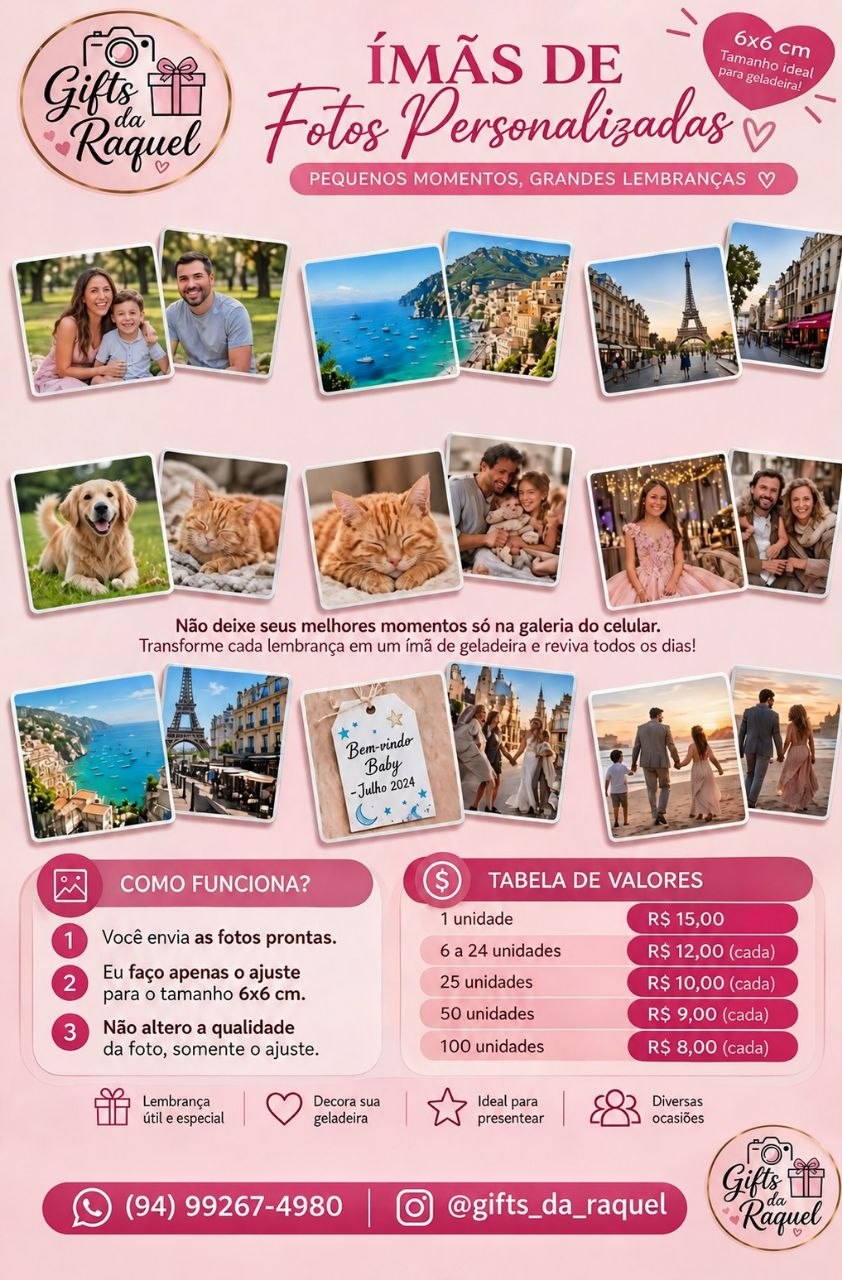 Gifts
da
Raquel
ÍMÃS DE
Fotos Personalizadas
PEQUENOS MOMENTOS, GRANDES LEMBRANÇAS
6x6 cm
Tamanho ideal
para geladeira!
Não deixe seus melhores momentos só na galeria do celular.
Transforme cada lembrança em um ímã de geladeira e reviva todos os dias!
Bem-vindo
Baby
-Julho 2024
COMO FUNCIONA?
1 Você envia as fotos prontas.
2 Eu faço apenas o ajuste
para o tamanho 6x6 cm.
3 Não altero a qualidade
da foto, somente o ajuste.
$ TABELA DE VALORES
1 unidade R$ 15,00
6 a 24 unidades R$ 12,00 (cada)
25 unidades R$ 10,00 (cada)
50 unidades R$ 9,00 (cada)
100 unidades R$ 8,00 (cada)
Lembrança
útil e especial
Decora sua
geladeira
Ideal para
presentear
Diversas
ocasiões
(94) 99267-4980 | @gifts_da_raquel
Gifts
da
Raquel